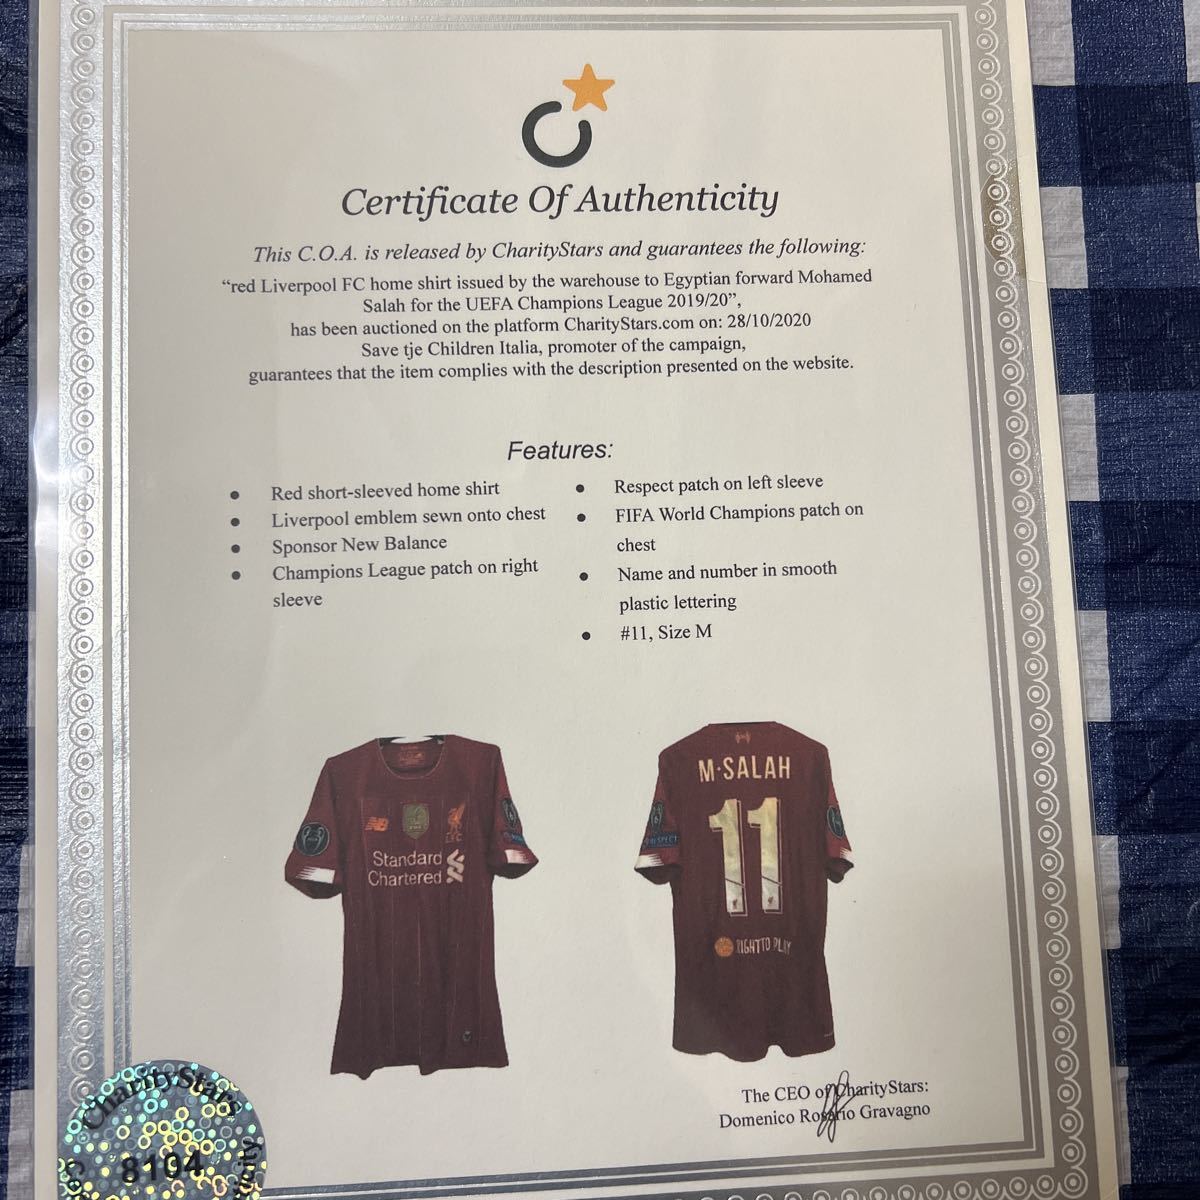 Certificate Of Authenticity
This C.O.A. is released by CharityStars and guarantees the following:
“red Liverpool FC home shirt issued by the warehouse to Egyptian forward Mohamed
Salah for the UEFA Champions League 2019/20”,
has been auctioned on the platform CharityStars.com on: 28/10/2020
Save tje Children Italia, promoter of the campaign,
guarantees that the item complies with the description presented on the website.
Features:
● Red short-sleeved home shirt
● Liverpool emblem sewn onto chest
● Sponsor New Balance
● Champions League patch on right
sleeve
● Respect patch on left sleeve
● FIFA World Champions patch on
chest
● Name and number in smooth
plastic lettering
● #11, Size M
Standard
Chartered
M·SALAH
11
RESPECT
RIGHT TO PLAY
The CEO of CharityStars:
Domenico Rosario Gravagno
CharityStars
8104